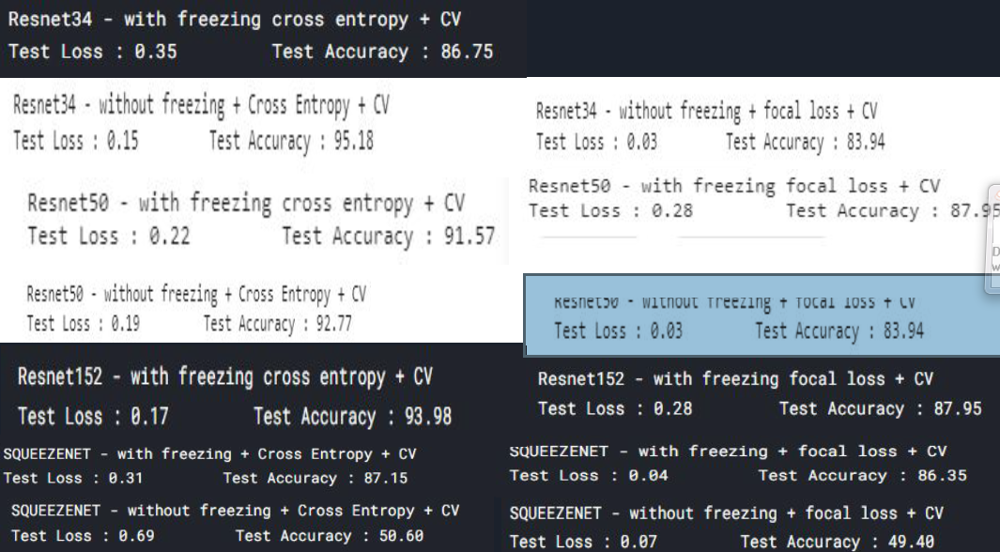 Resnet34 - with freezing cross entropy + CV
Test Loss : 0.35 Test Accuracy : 86.75
Resnet34 - without freezing + Cross Entropy + CV
Test Loss : 0.15 Test Accuracy : 95.18
Resnet50 - with freezing cross entropy + CV
Test Loss : 0.22 Test Accuracy : 91.57
Resnet50 - without freezing + Cross Entropy + CV
Test Loss : 0.19 Test Accuracy : 92.77
Resnet152 - with freezing cross entropy + CV
Test Loss : 0.17 Test Accuracy : 93.98
SQUEEZENET - with freezing + Cross Entropy + CV
Test Loss : 0.31 Test Accuracy : 87.15
SQUEEZENET - without freezing + Cross Entropy + CV
Test Loss : 0.69 Test Accuracy : 50.60
Resnet34 - without freezing + focal loss + CV
Test Loss : 0.03 Test Accuracy : 83.94
Resnet50 - with freezing focal loss + CV
Test Loss : 0.28 Test Accuracy : 87.95
Resnet50 - without freezing + focal loss + CV
Test Loss : 0.03 Test Accuracy : 83.94
Resnet152 - with freezing focal loss + CV
Test Loss : 0.28 Test Accuracy : 87.95
SQUEEZENET - with freezing + focal loss + CV
Test Loss : 0.04 Test Accuracy : 86.35
SQUEEZENET - without freezing + focal loss + CV
Test Loss : 0.07 Test Accuracy : 49.40